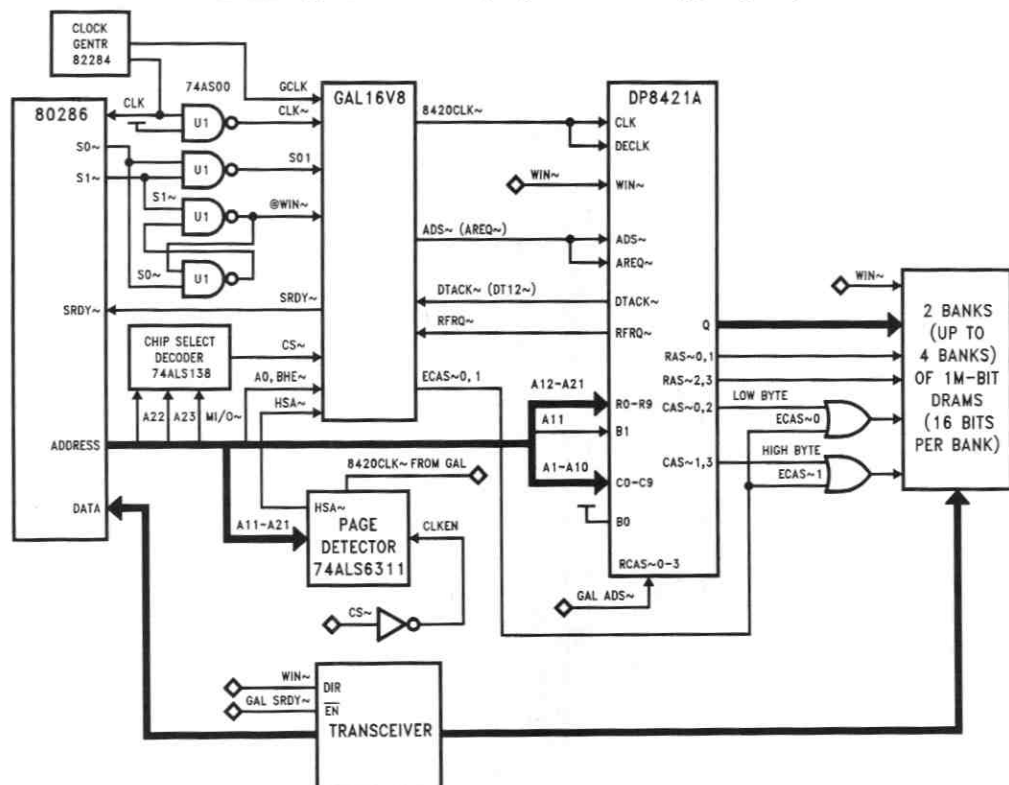 CLOCK
GENTR
82284
74AS00
GCLK
GAL16V8
DP8421A
80286
CLK
U1
CLK~
8420CLK~
CLK
DECLK
S0~
U1
S01
S1~
WIN~
WIN~
S1~
U1
@WIN~
ADS~ (AREQ~)
ADS~
AREQ~
S0~
U1
WIN~
DTACK~ (DT12~)
DTACK~
SRDY~
SRDY~
RFRQ~
RFRQ~
Q
2 BANKS
(UP TO
4 BANKS)
OF 1M-BIT
DRAMS
(16 BITS
PER BANK)
CHIP SELECT
DECODER
74ALS138
CS~
RAS~0,1
RAS~2,3
A0,BHE~
ECAS~0,1
A12-A21
R0-R9
CAS~0,2
LOW BYTE
ECAS~0
A22
A23
MI/O~
HSA~
A11
B1
ADDRESS
A1-A10
CAS~1,3
HIGH BYTE
ECAS~1
8420CLK~ FROM GAL
C0-C9
DATA
A11-A21
HSA~
PAGE
DETECTOR
74ALS6311
CLKEN
B0
RCAS~0-3
GAL ADS~
CS~
WIN~
DIR
GAL SRDY~
EN
TRANSCEIVER